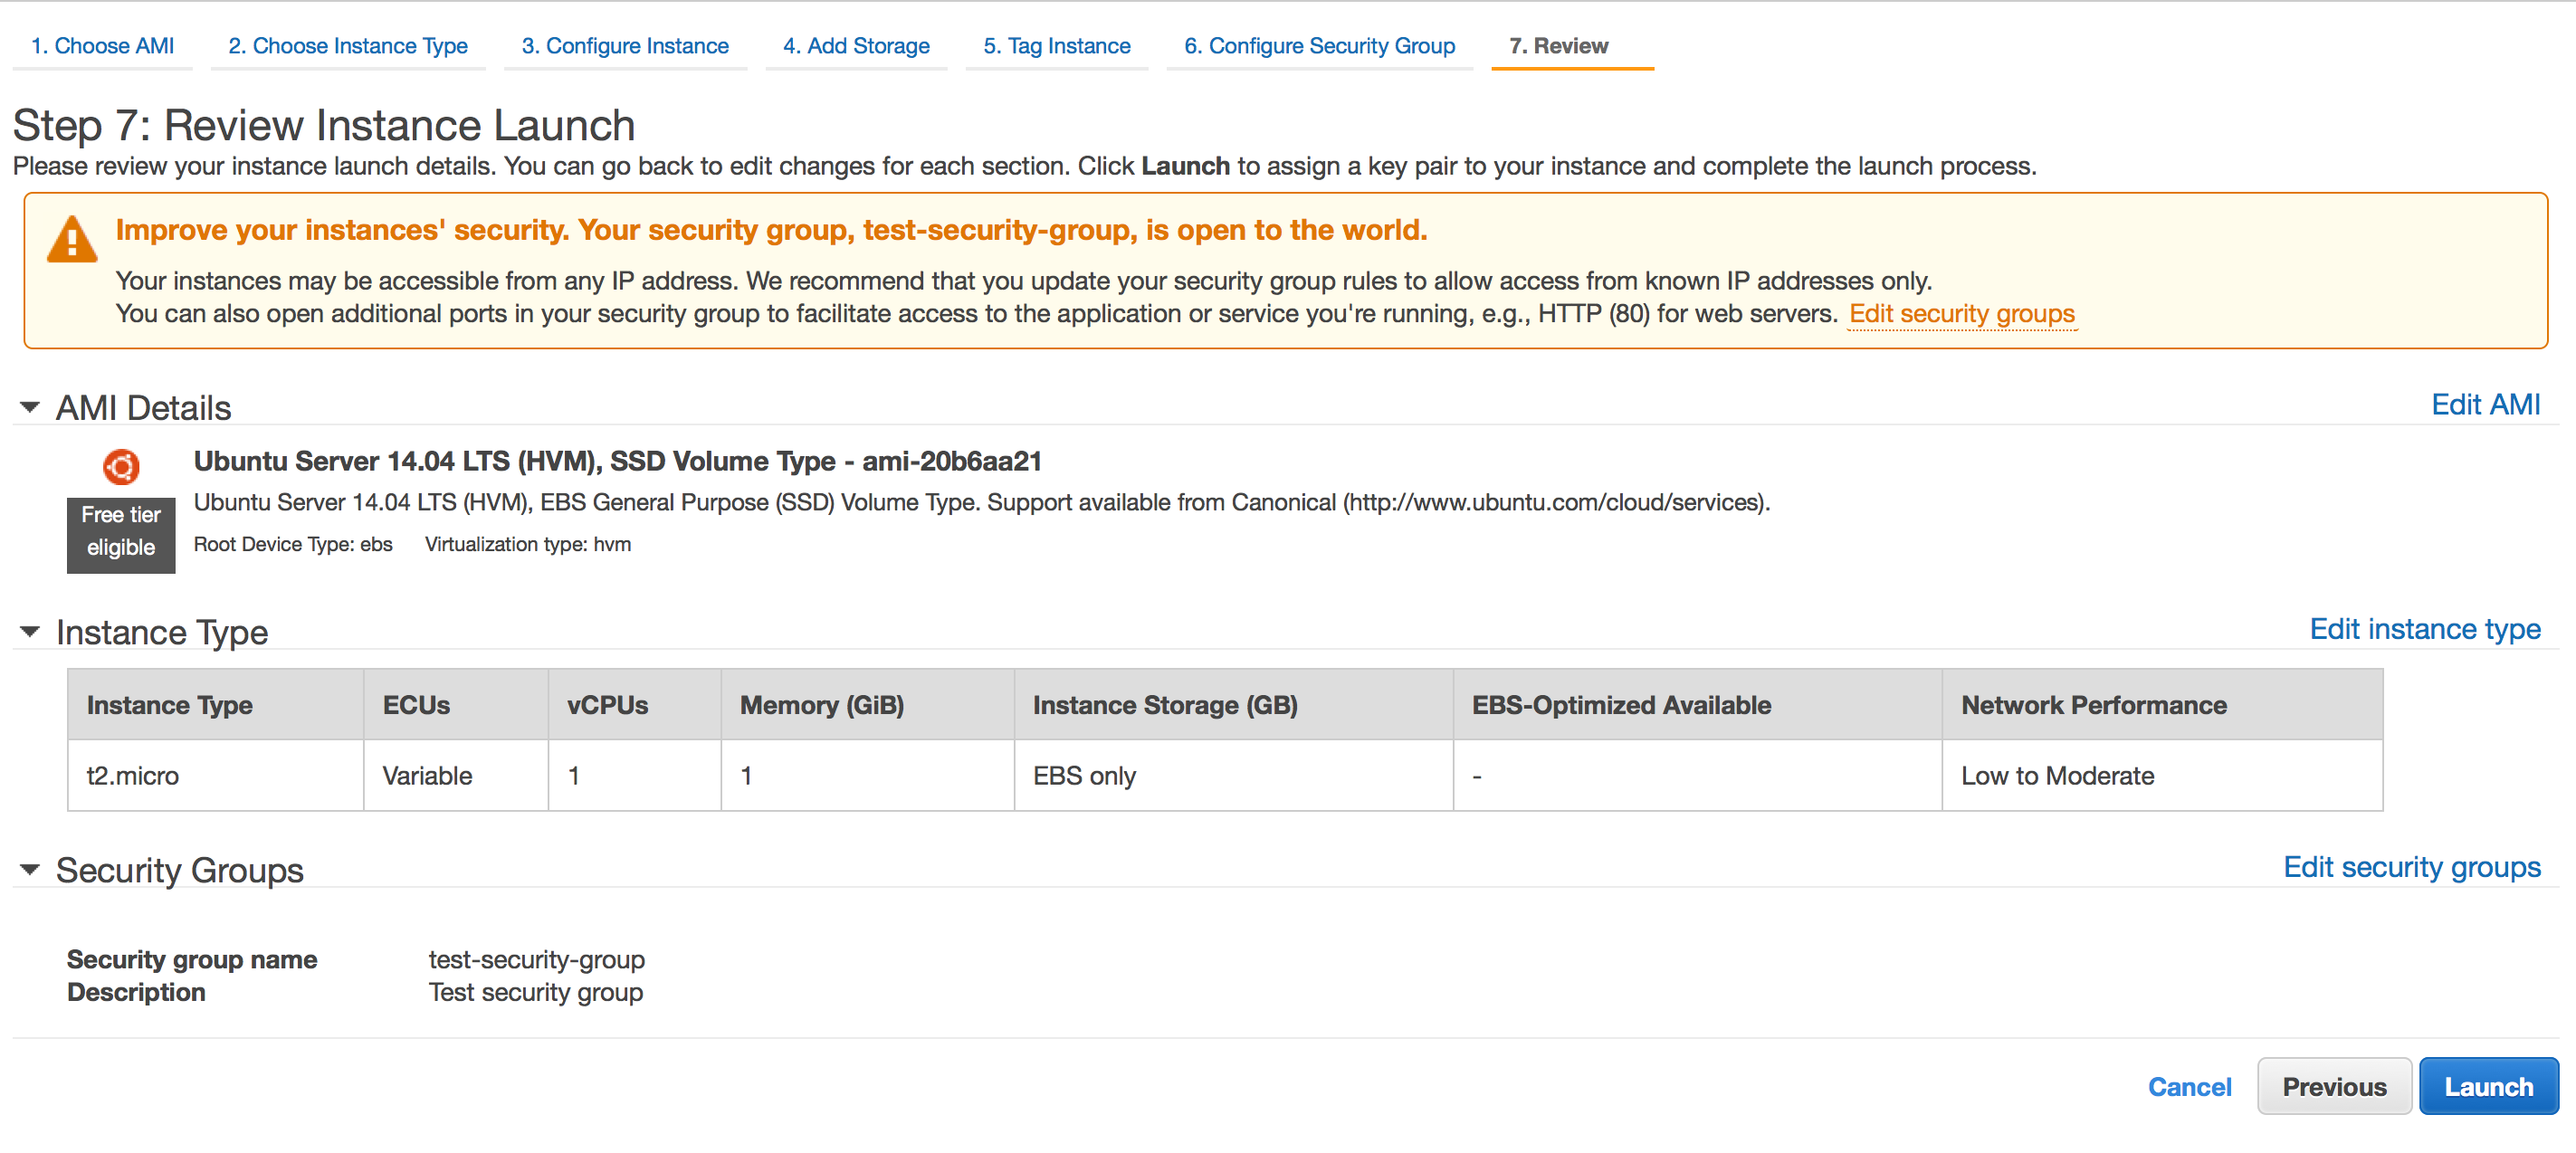 1. Choose AMI 2. Choose Instance Type 3. Configure Instance 4. Add Storage 5. Tag Instance 6. Configure Security Group 7. Review
Step 7: Review Instance Launch
Please review your instance launch details. You can go back to edit changes for each section. Click Launch to assign a key pair to your instance and complete the launch process.
Improve your instances' security. Your security group, test-security-group, is open to the world.
Your instances may be accessible from any IP address. We recommend that you update your security group rules to allow access from known IP addresses only.
You can also open additional ports in your security group to facilitate access to the application or service you're running, e.g., HTTP (80) for web servers. Edit security groups
AMI Details Edit AMI
Ubuntu Server 14.04 LTS (HVM), SSD Volume Type - ami-20b6aa21
Free tier
eligible
Ubuntu Server 14.04 LTS (HVM), EBS General Purpose (SSD) Volume Type. Support available from Canonical (http://www.ubuntu.com/cloud/services).
Root Device Type: ebs Virtualization type: hvm
Instance Type Edit instance type
Instance Type ECUs vCPUs Memory (GiB) Instance Storage (GB) EBS-Optimized Available Network Performance
t2.micro Variable 1 1 EBS only - Low to Moderate
Security Groups Edit security groups
Security group name test-security-group
Description Test security group
Cancel Previous Launch